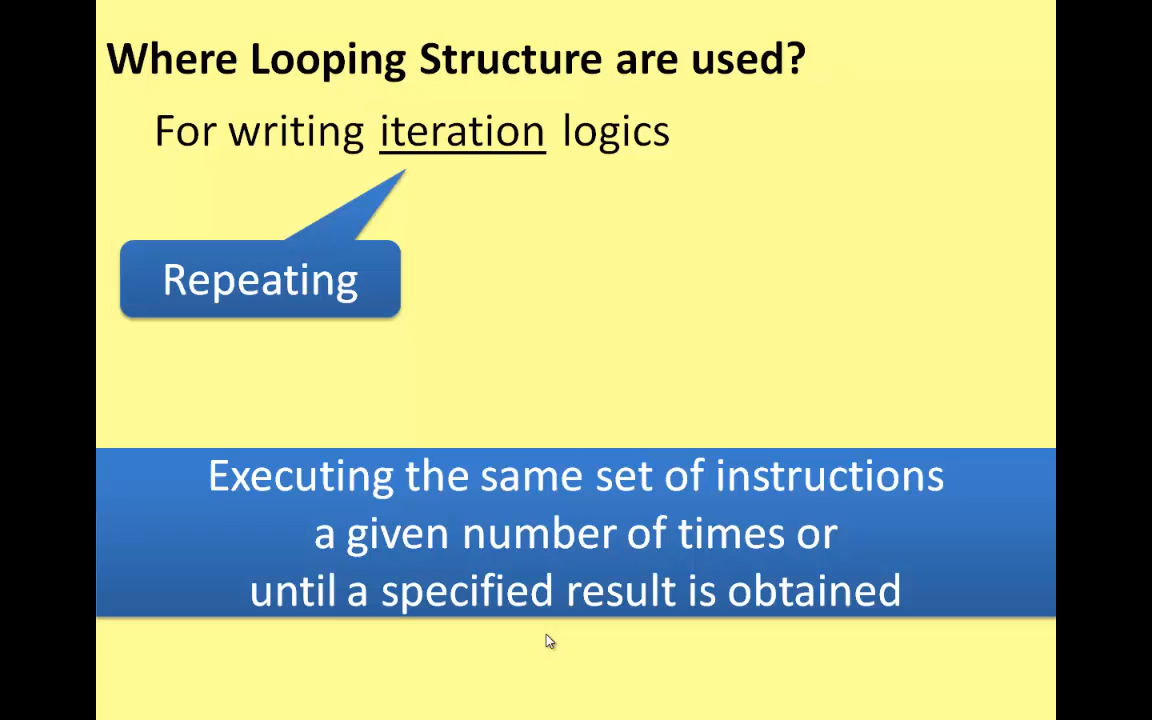 Where Looping Structure are used?
For writing iteration logics
Repeating
Executing the same set of instructions
a given number of times or
until a specified result is obtained